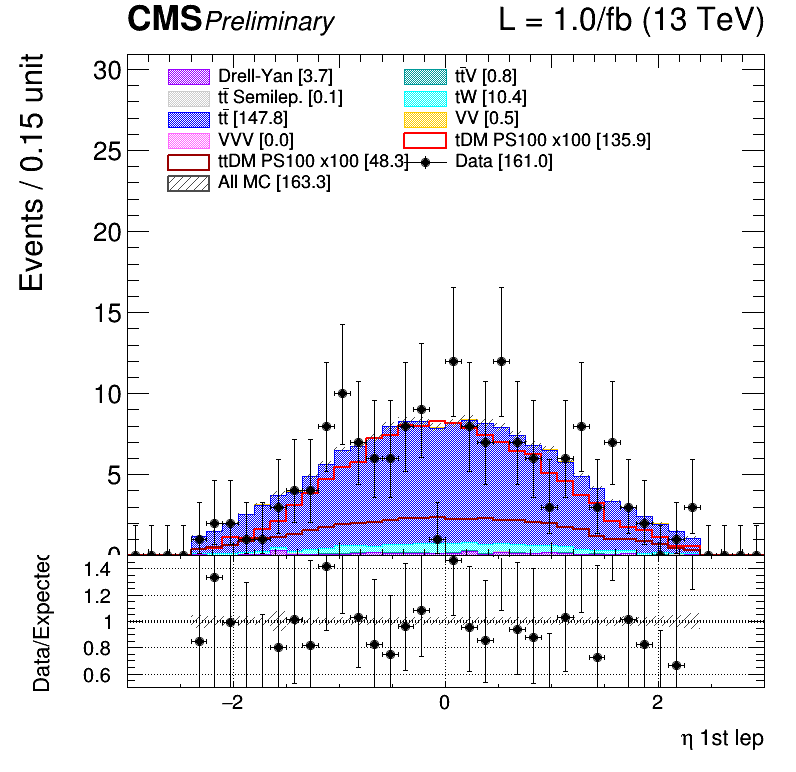 CMS Preliminary L = 1.0/fb (13 TeV)
Events / 0.15 unit
30
25
20
15
10
5
0
Drell-Yan [3.7]
tt̄ Semilep. [0.1]
tt̄ [147.8]
VVV [0.0]
ttDM PS100 x100 [48.3]
All MC [163.3]
tt̄V [0.8]
tW [10.4]
VV [0.5]
tDM PS100 x100 [135.9]
Data [161.0]
Data/Expected
1.4
1.2
1
0.8
0.6
−2 0 2
η 1st lep